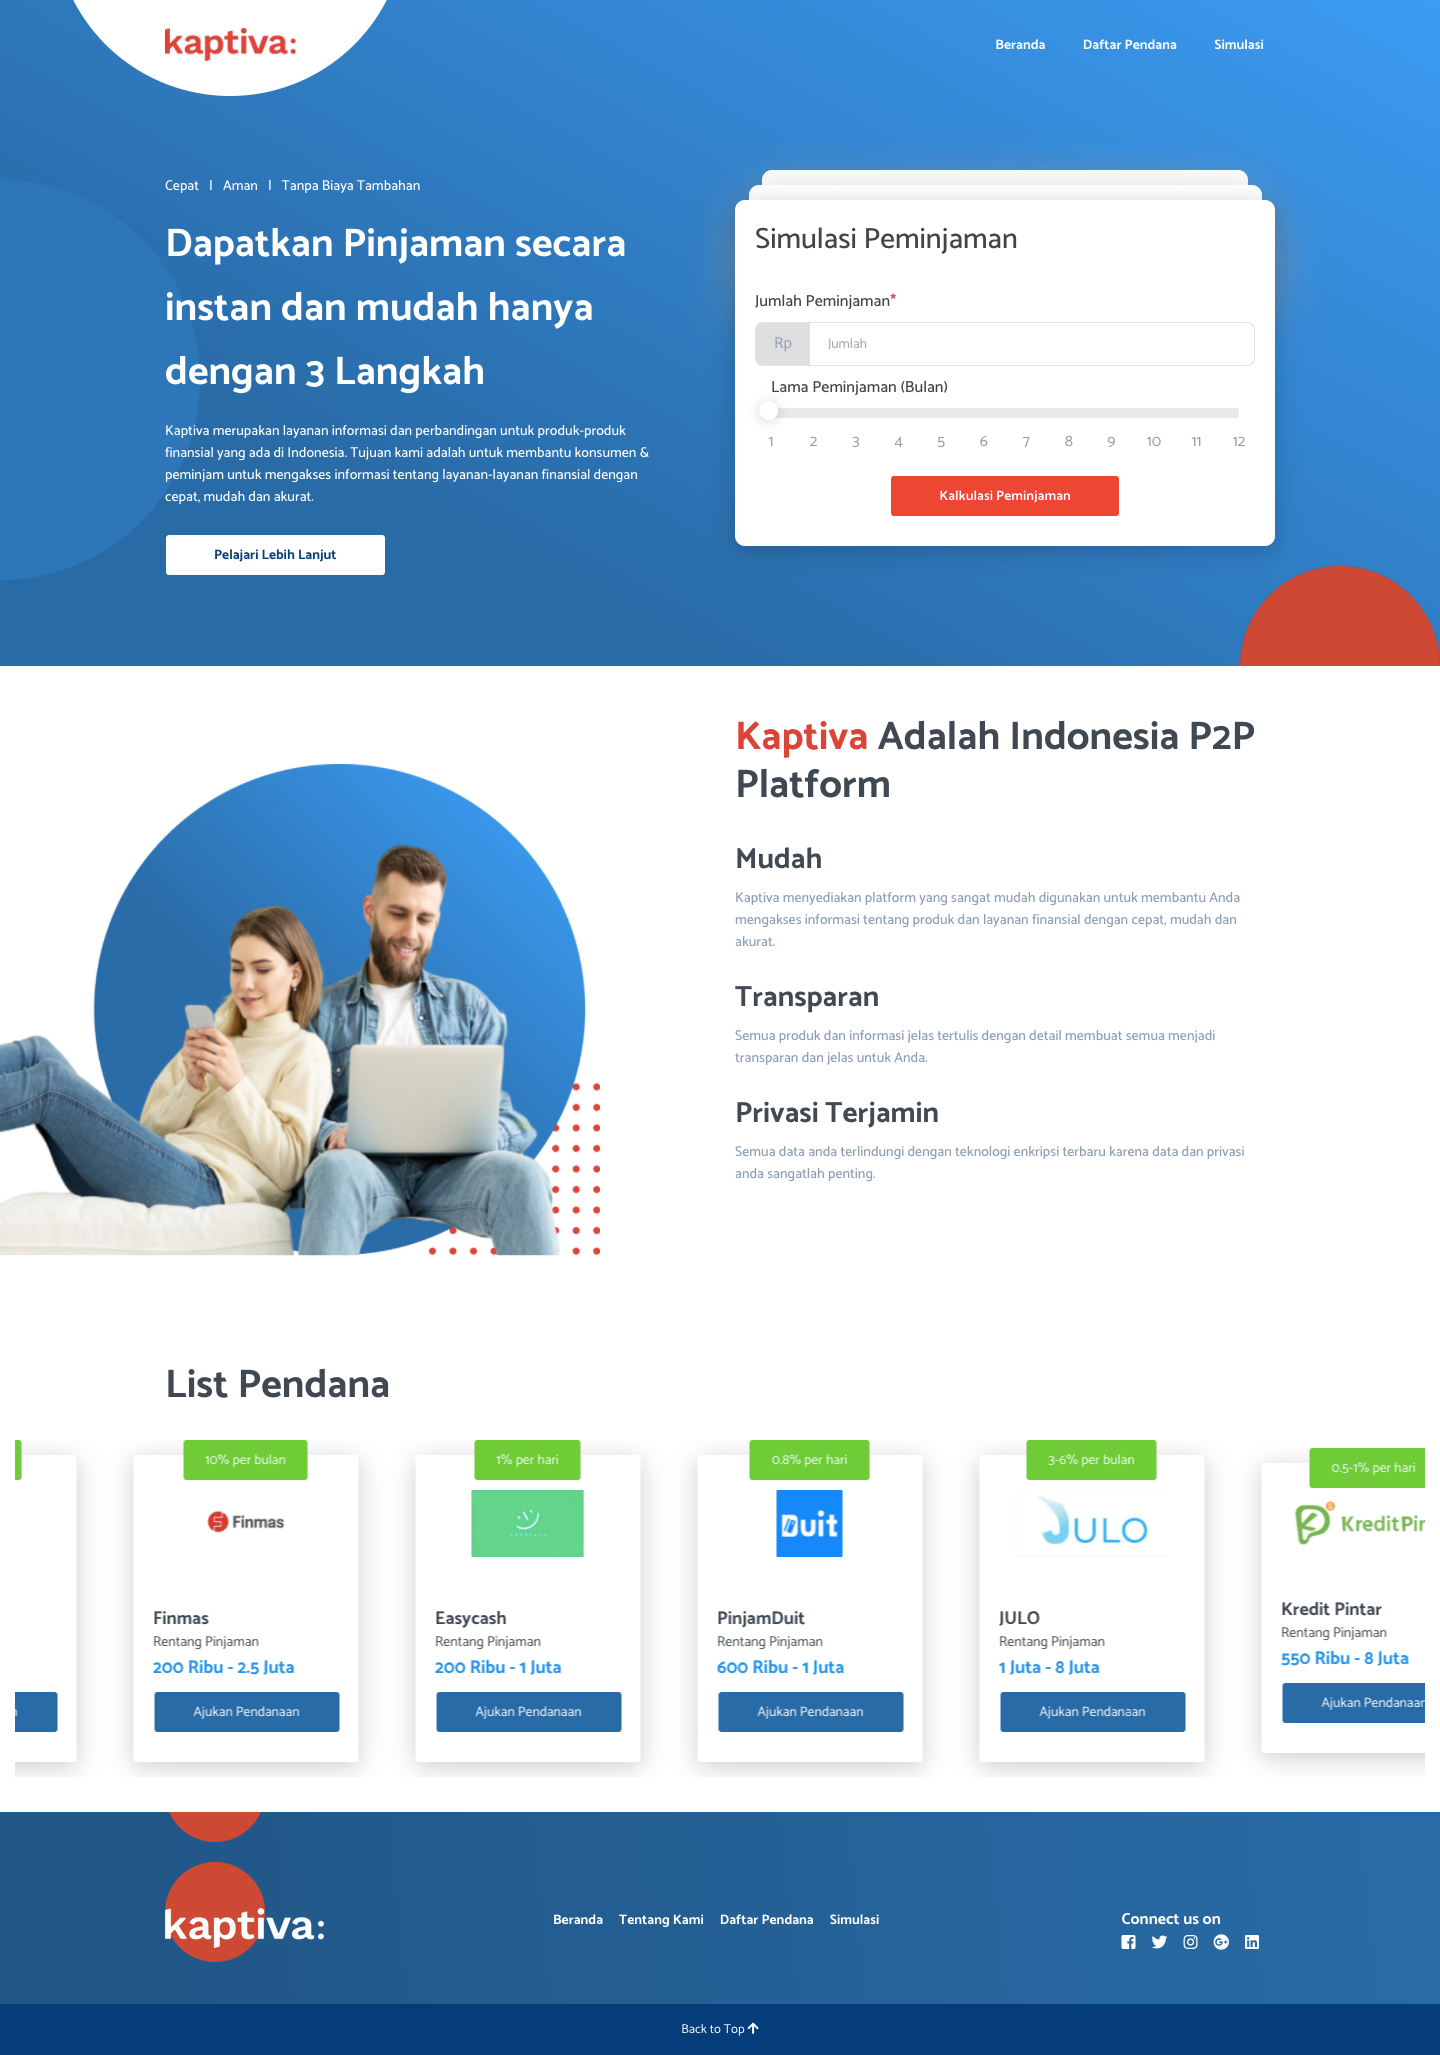 kaptiva:
Beranda
Daftar Pendana
Simulasi
Cepat | Aman | Tanpa Biaya Tambahan
Dapatkan Pinjaman secara
instan dan mudah hanya
dengan 3 Langkah
Kaptiva merupakan layanan informasi dan perbandingan untuk produk-produk
finansial yang ada di Indonesia. Tujuan kami adalah untuk membantu konsumen &
peminjam untuk mengakses informasi tentang layanan-layanan finansial dengan
cepat, mudah dan akurat.
Pelajari Lebih Lanjut
Simulasi Peminjaman
Jumlah Peminjaman*
Rp Jumlah
Lama Peminjaman (Bulan)
1 2 3 4 5 6 7 8 9 10 11 12
Kalkulasi Peminjaman
Kaptiva Adalah Indonesia P2P
Platform
Mudah
Kaptiva menyediakan platform yang sangat mudah digunakan untuk membantu Anda
mengakses informasi tentang produk dan layanan finansial dengan cepat, mudah dan
akurat.
Transparan
Semua produk dan informasi jelas tertulis dengan detail membuat semua menjadi
transparan dan jelas untuk Anda.
Privasi Terjamin
Semua data anda terlindungi dengan teknologi enkripsi terbaru karena data dan privasi
anda sangatlah penting.
List Pendana
10% per bulan
Finmas
Finmas
Rentang Pinjaman
200 Ribu - 2.5 Juta
Ajukan Pendanaan
1% per hari
EASYCASH
Easycash
Rentang Pinjaman
200 Ribu - 1 Juta
Ajukan Pendanaan
0.8% per hari
Duit
PinjamDuit
Rentang Pinjaman
600 Ribu - 1 Juta
Ajukan Pendanaan
3-6% per bulan
JULO
JULO
Rentang Pinjaman
1 Juta - 8 Juta
Ajukan Pendanaan
0.5-1% per hari
KreditPin
Kredit Pintar
Rentang Pinjaman
550 Ribu - 8 Juta
Ajukan Pendanaan
kaptiva:
Beranda
Tentang Kami
Daftar Pendana
Simulasi
Connect us on
Back to Top